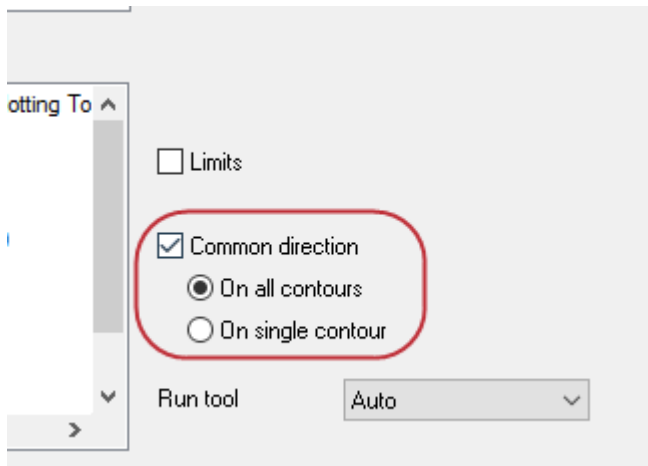 otting To
Limits
Common direction
On all contours
On single contour
Run tool
Auto